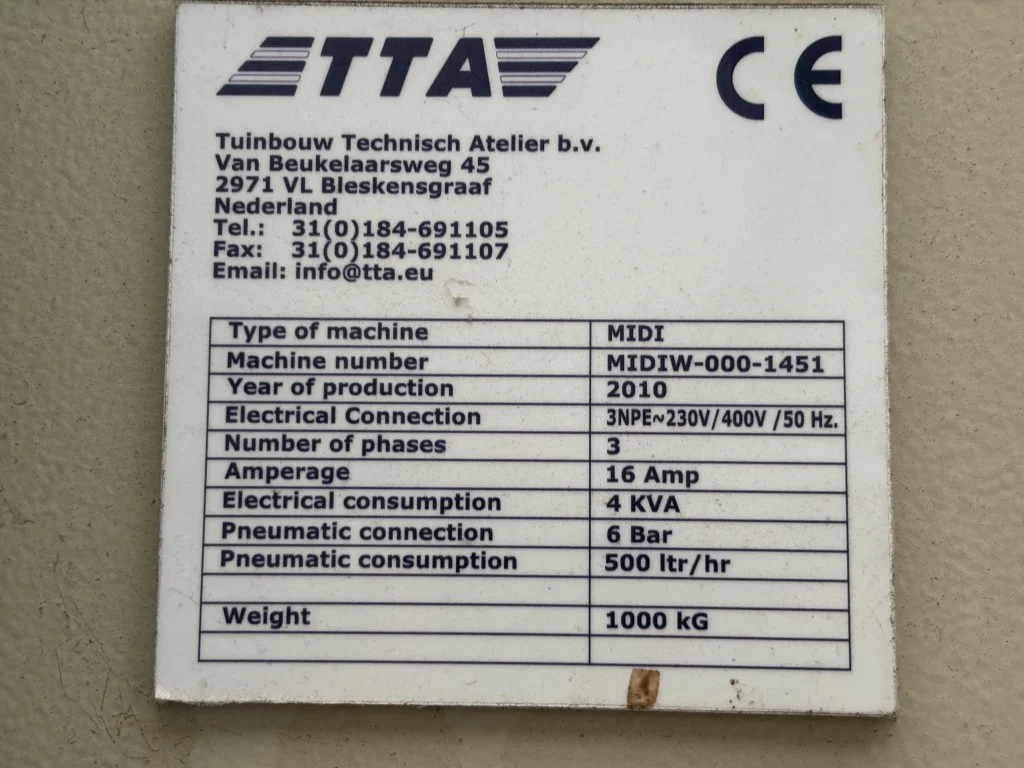 TTA CE
Tuinbouw Technisch Atelier b.v.
Van Beukelaarsweg 45
2971 VL Bleskensgraaf
Nederland
Tel.: 31(0)184-691105
Fax: 31(0)184-691107
Email: info@tta.eu
Type of machine MIDI
Machine number MIDIW-000-1451
Year of production 2010
Electrical Connection 3NPE~230V/400V /50 Hz.
Number of phases 3
Amperage 16 Amp
Electrical consumption 4 KVA
Pneumatic connection 6 Bar
Pneumatic consumption 500 ltr/hr
Weight 1000 kG